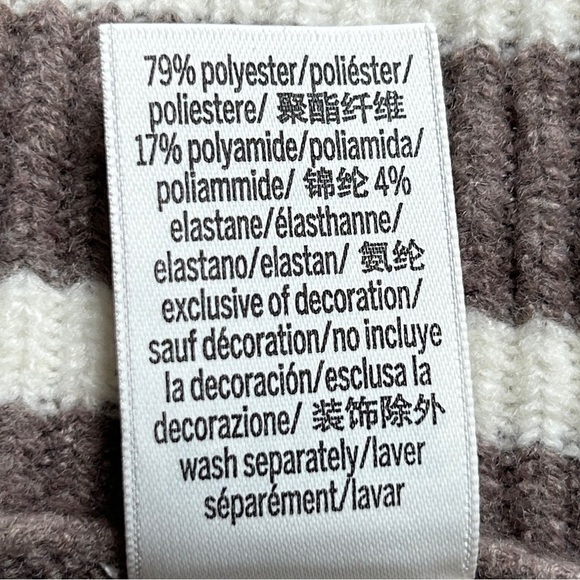 79% polyester/poliéster/
poliestere/ 聚酯纤维
17% polyamide/poliamida/
poliammide/ 锦纶 4%
elastane/élasthanne/
elastano/elastan/ 氨纶
exclusive of decoration/
sauf décoration/no incluye
la decoración/esclusa la
decorazione/ 装饰除外
wash separately/laver
séparément/lavar